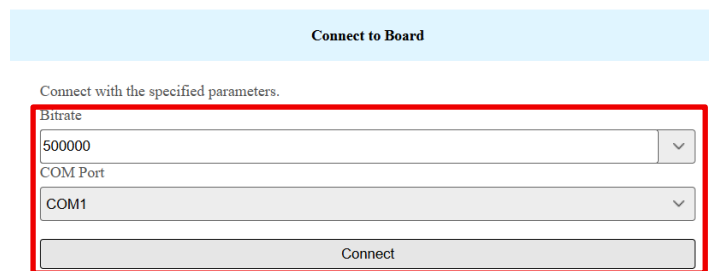 Connect to Board
Connect with the specified parameters.
Bitrate
500000
COM Port
COM1
Connect